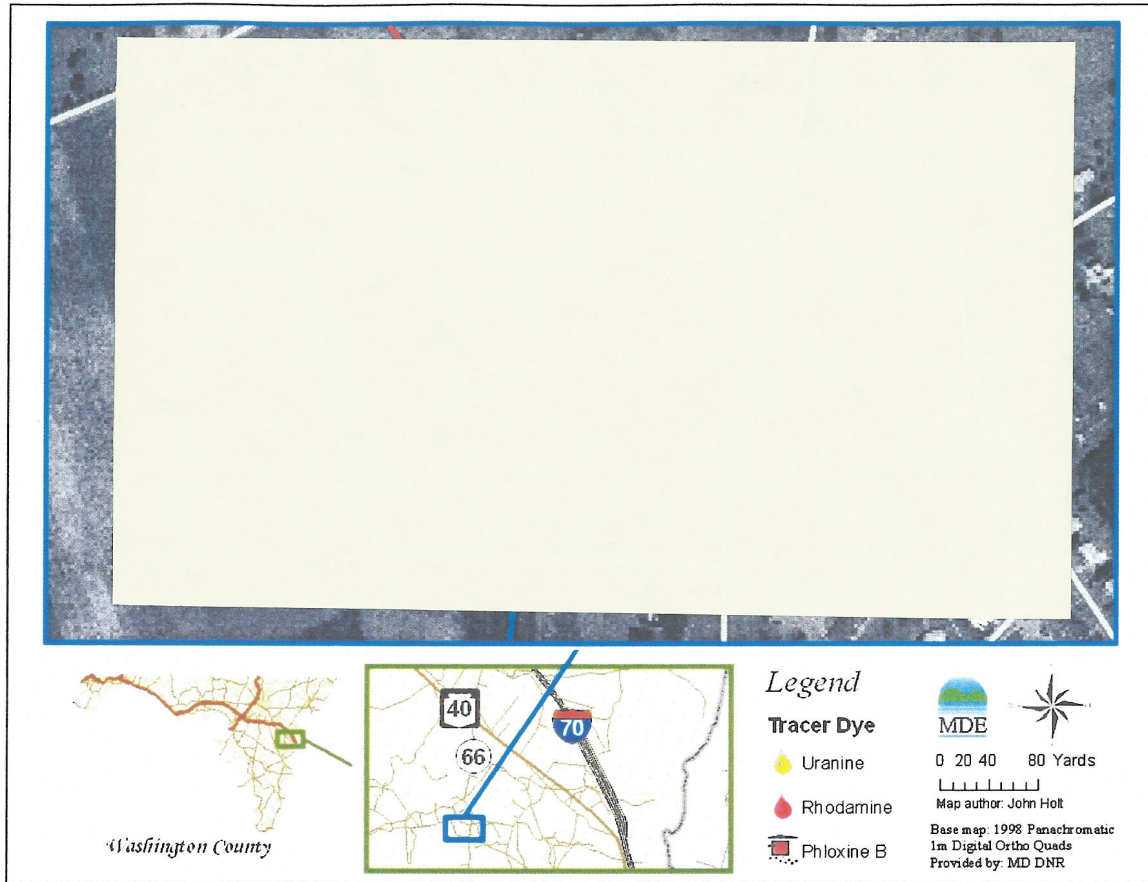 40
70
66
Washington County
Legend
Tracer Dye
Uranine
Rhodamine
Phloxine B
MDE
0 20 40 80 Yards
Map author: John Holt
Base map: 1998 Panachromatic
1m Digital Ortho Quads
Provided by: MD DNR